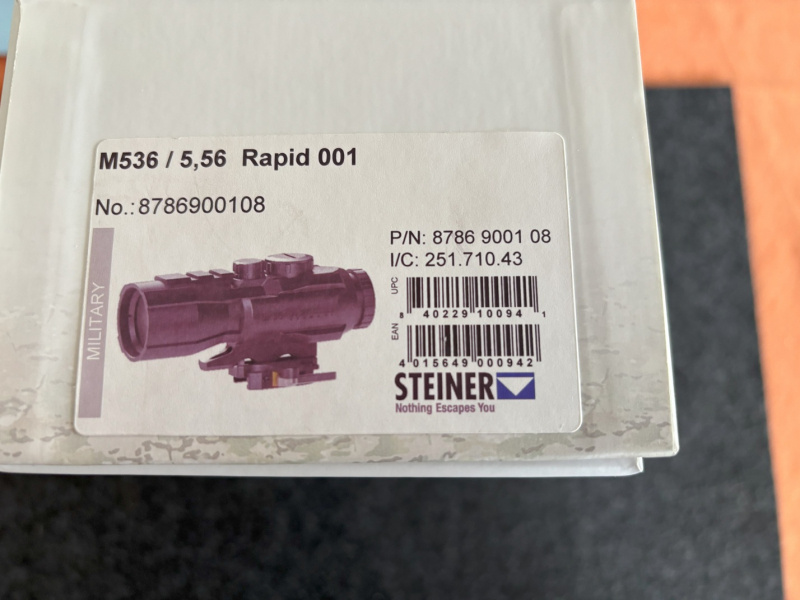 M536 / 5,56 Rapid 001
No.: 8786900108
P/N: 8786 9001 08
I/C: 251.710.43
MILITARY
UPC
8 40229 10094 1
EAN
4 015649 000942
STEINER
Nothing Escapes You